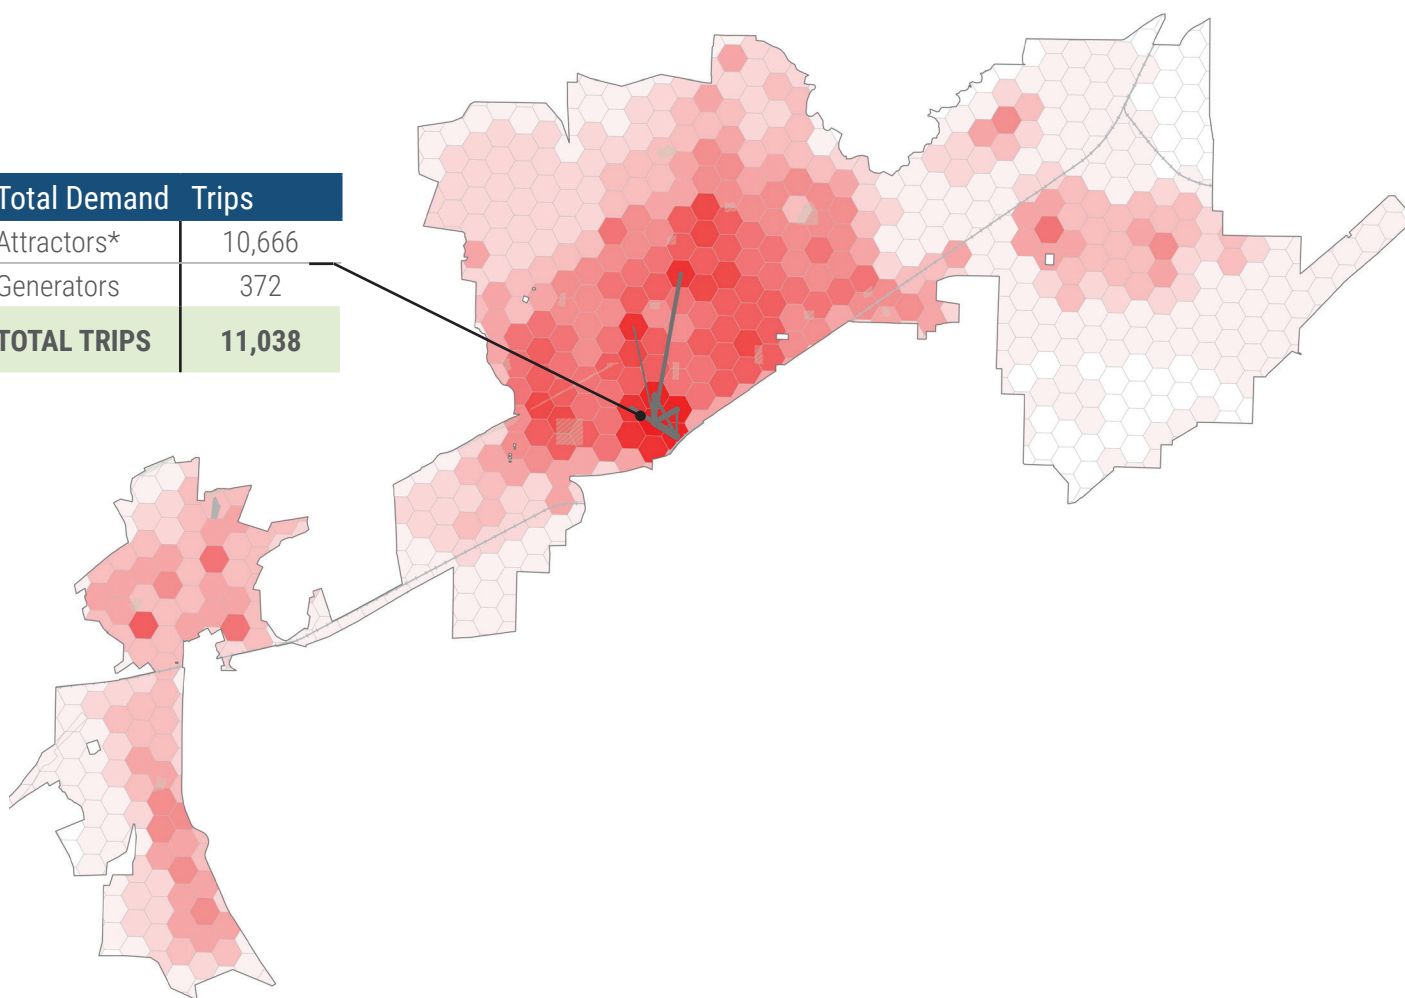 Total Demand Trips
Attractors* 10,666
Generators 372
TOTAL TRIPS 11,038